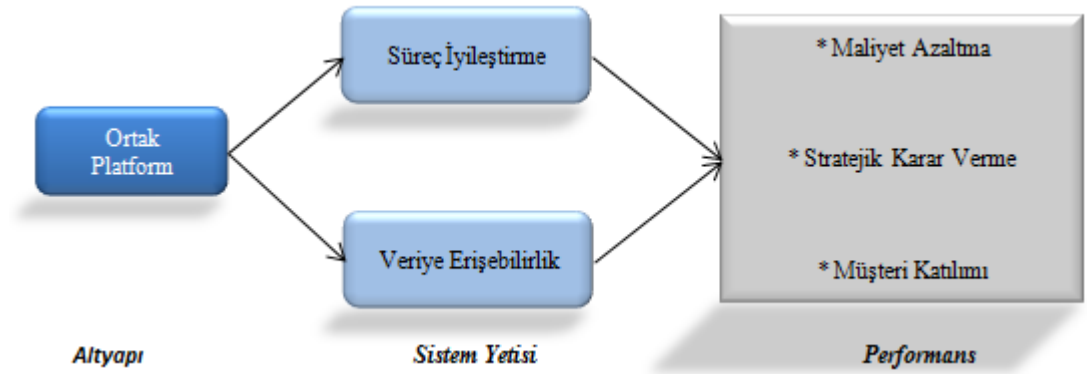 Süreç İyileştirme
* Maliyet Azaltma
Ortak
Platform
* Stratejik Karar Verme
Veriye Erişebilirlik
* Müşteri Katılımı
Altyapı
Sistem Yetisi
Performans